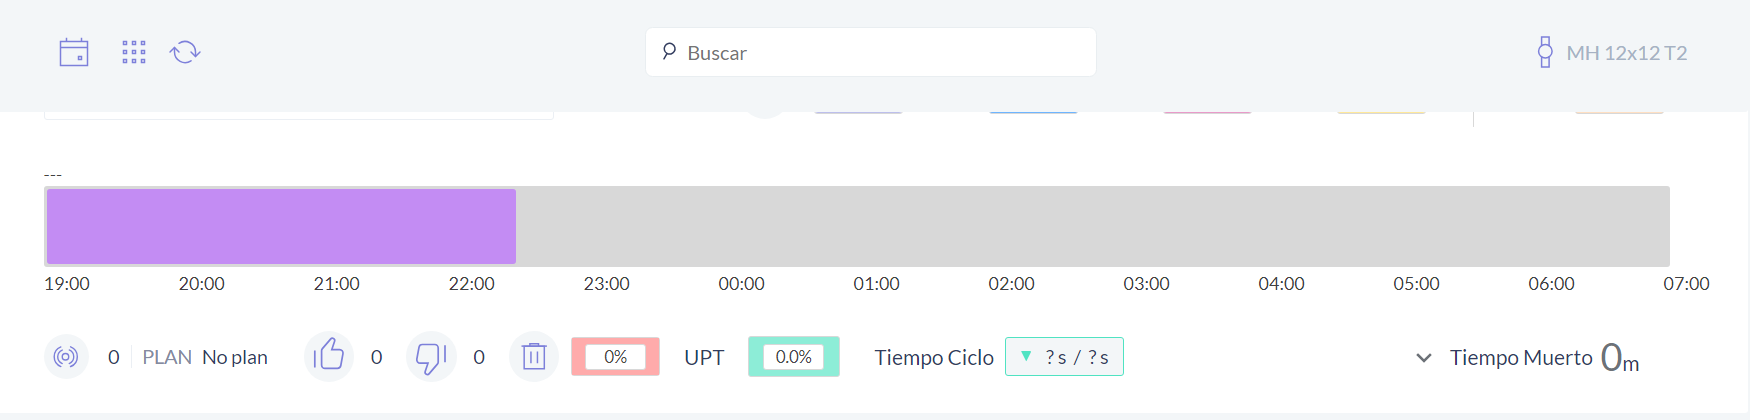 Buscar
MH 12x12 T2
---
19:00 20:00 21:00 22:00 23:00 00:00 01:00 02:00 03:00 04:00 05:00 06:00 07:00
0 PLAN No plan 0 0 0% UPT 0.0% Tiempo Ciclo ▼ ?s / ?s Tiempo Muerto 0m